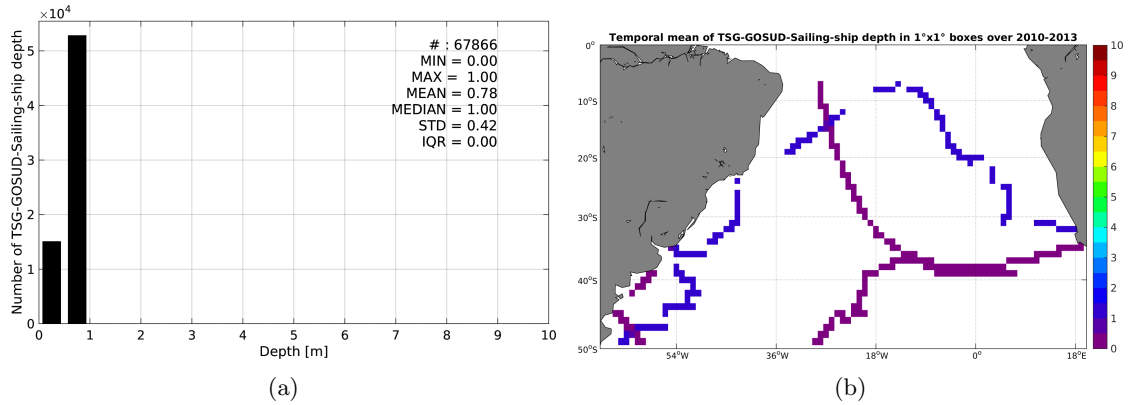 ×10⁴
Number of TSG-GOSUD-Sailing-ship depth
5
4
3
2
1
0
# : 67866
MIN = 0.00
MAX = 1.00
MEAN = 0.78
MEDIAN = 1.00
STD = 0.42
IQR = 0.00
0 1 2 3 4 5 6 7 8 9 10
Depth [m]
(a)
Temporal mean of TSG-GOSUD-Sailing-ship depth in 1°x1° boxes over 2010-2013
0°
10°S
20°S
30°S
40°S
50°S
54°W 36°W 18°W 0° 18°E
10
9
8
7
6
5
4
3
2
1
0
(b)